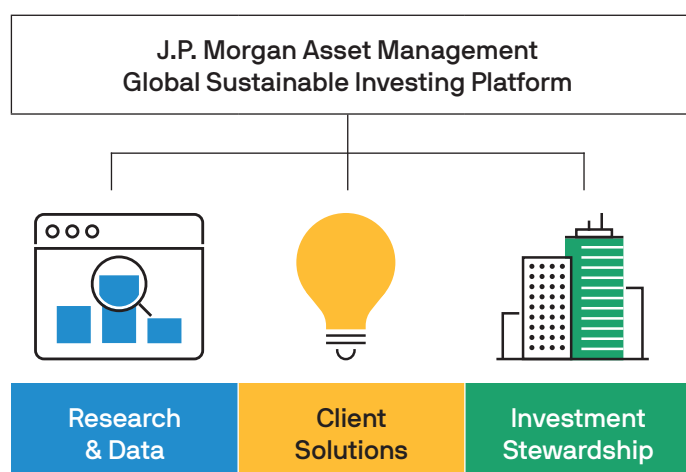 J.P. Morgan Asset Management
Global Sustainable Investing Platform
Research
& Data
Client
Solutions
Investment
Stewardship